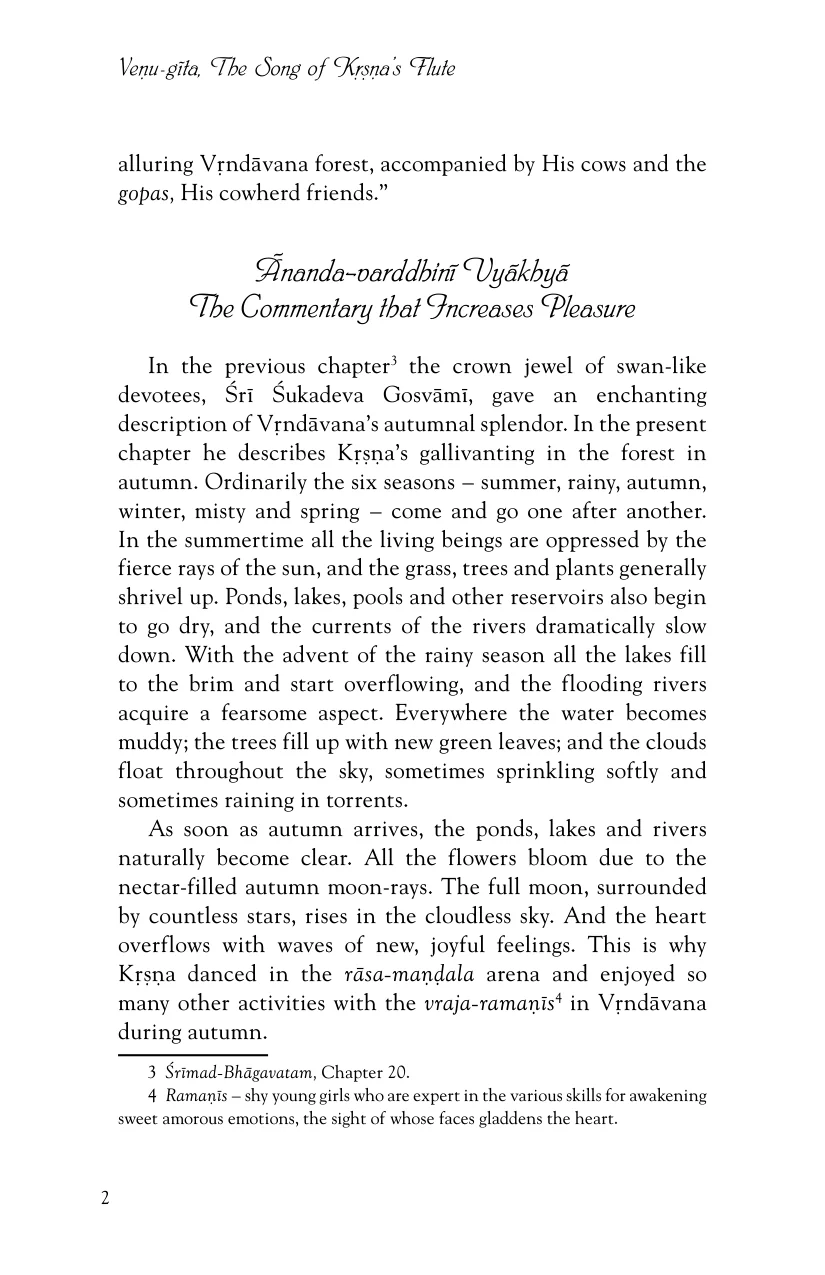 Veṇu-gīta, The Song of Kṛṣṇa's Flute
alluring Vṛndāvana forest, accompanied by His cows and the
gopas, His cowherd friends.”
Ānanda-varddhinī Vyākhyā
The Commentary that Increases Pleasure
In the previous chapter³ the crown jewel of swan-like
devotees, Śrī Śukadeva Gosvāmī, gave an enchanting
description of Vṛndāvana’s autumnal splendor. In the present
chapter he describes Kṛṣṇa’s gallivanting in the forest in
autumn. Ordinarily the six seasons – summer, rainy, autumn,
winter, misty and spring – come and go one after another.
In the summertime all the living beings are oppressed by the
fierce rays of the sun, and the grass, trees and plants generally
shrivel up. Ponds, lakes, pools and other reservoirs also begin
to go dry, and the currents of the rivers dramatically slow
down. With the advent of the rainy season all the lakes fill
to the brim and start overflowing, and the flooding rivers
acquire a fearsome aspect. Everywhere the water becomes
muddy; the trees fill up with new green leaves; and the clouds
float throughout the sky, sometimes sprinkling softly and
sometimes raining in torrents.
As soon as autumn arrives, the ponds, lakes and rivers
naturally become clear. All the flowers bloom due to the
nectar-filled autumn moon-rays. The full moon, surrounded
by countless stars, rises in the cloudless sky. And the heart
overflows with waves of new, joyful feelings. This is why
Kṛṣṇa danced in the rāsa-maṇḍala arena and enjoyed so
many other activities with the vraja-ramaṇīs⁴ in Vṛndāvana
during autumn.
3 Śrīmad-Bhāgavatam, Chapter 20.
4 Ramaṇīs – shy young girls who are expert in the various skills for awakening
sweet amorous emotions, the sight of whose faces gladdens the heart.
2